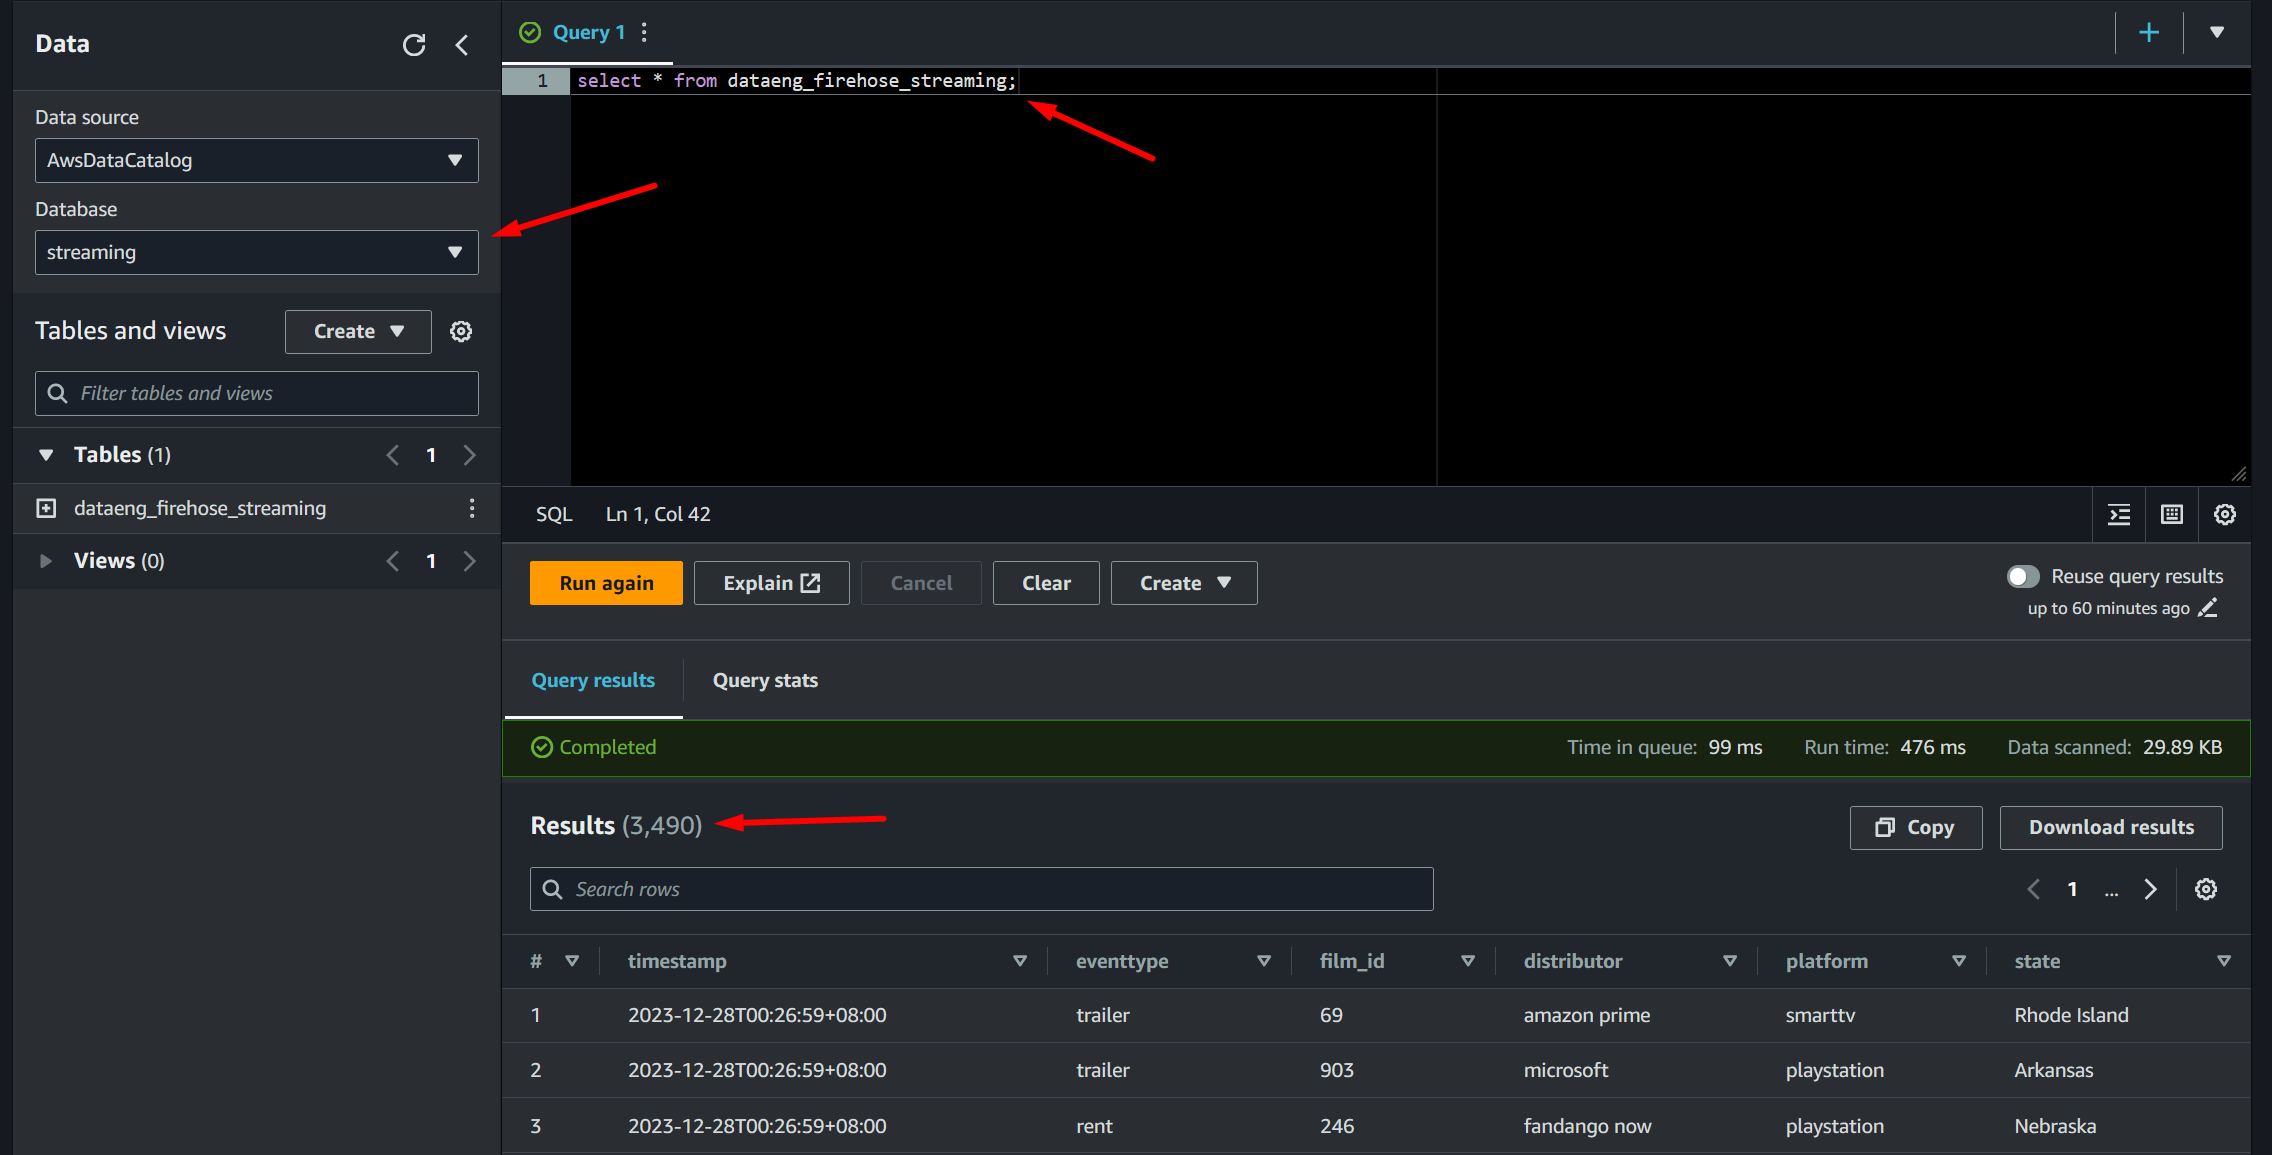 Data
Data source
AwsDataCatalog
Database
streaming
Tables and views
Create
Filter tables and views
Tables (1)
1
dataeng_firehose_streaming
Views (0)
1
Query 1
1 select * from dataeng_firehose_streaming;
SQL Ln 1, Col 42
Run again Explain Cancel Clear Create
Reuse query results
up to 60 minutes ago
Query results Query stats
Completed Time in queue: 99 ms Run time: 476 ms Data scanned: 29.89 KB
Results (3,490) Copy Download results
Search rows 1 ...
# timestamp eventtype film_id distributor platform state
1 2023-12-28T00:26:59+08:00 trailer 69 amazon prime smarttv Rhode Island
2 2023-12-28T00:26:59+08:00 trailer 903 microsoft playstation Arkansas
3 2023-12-28T00:26:59+08:00 rent 246 fandango now playstation Nebraska